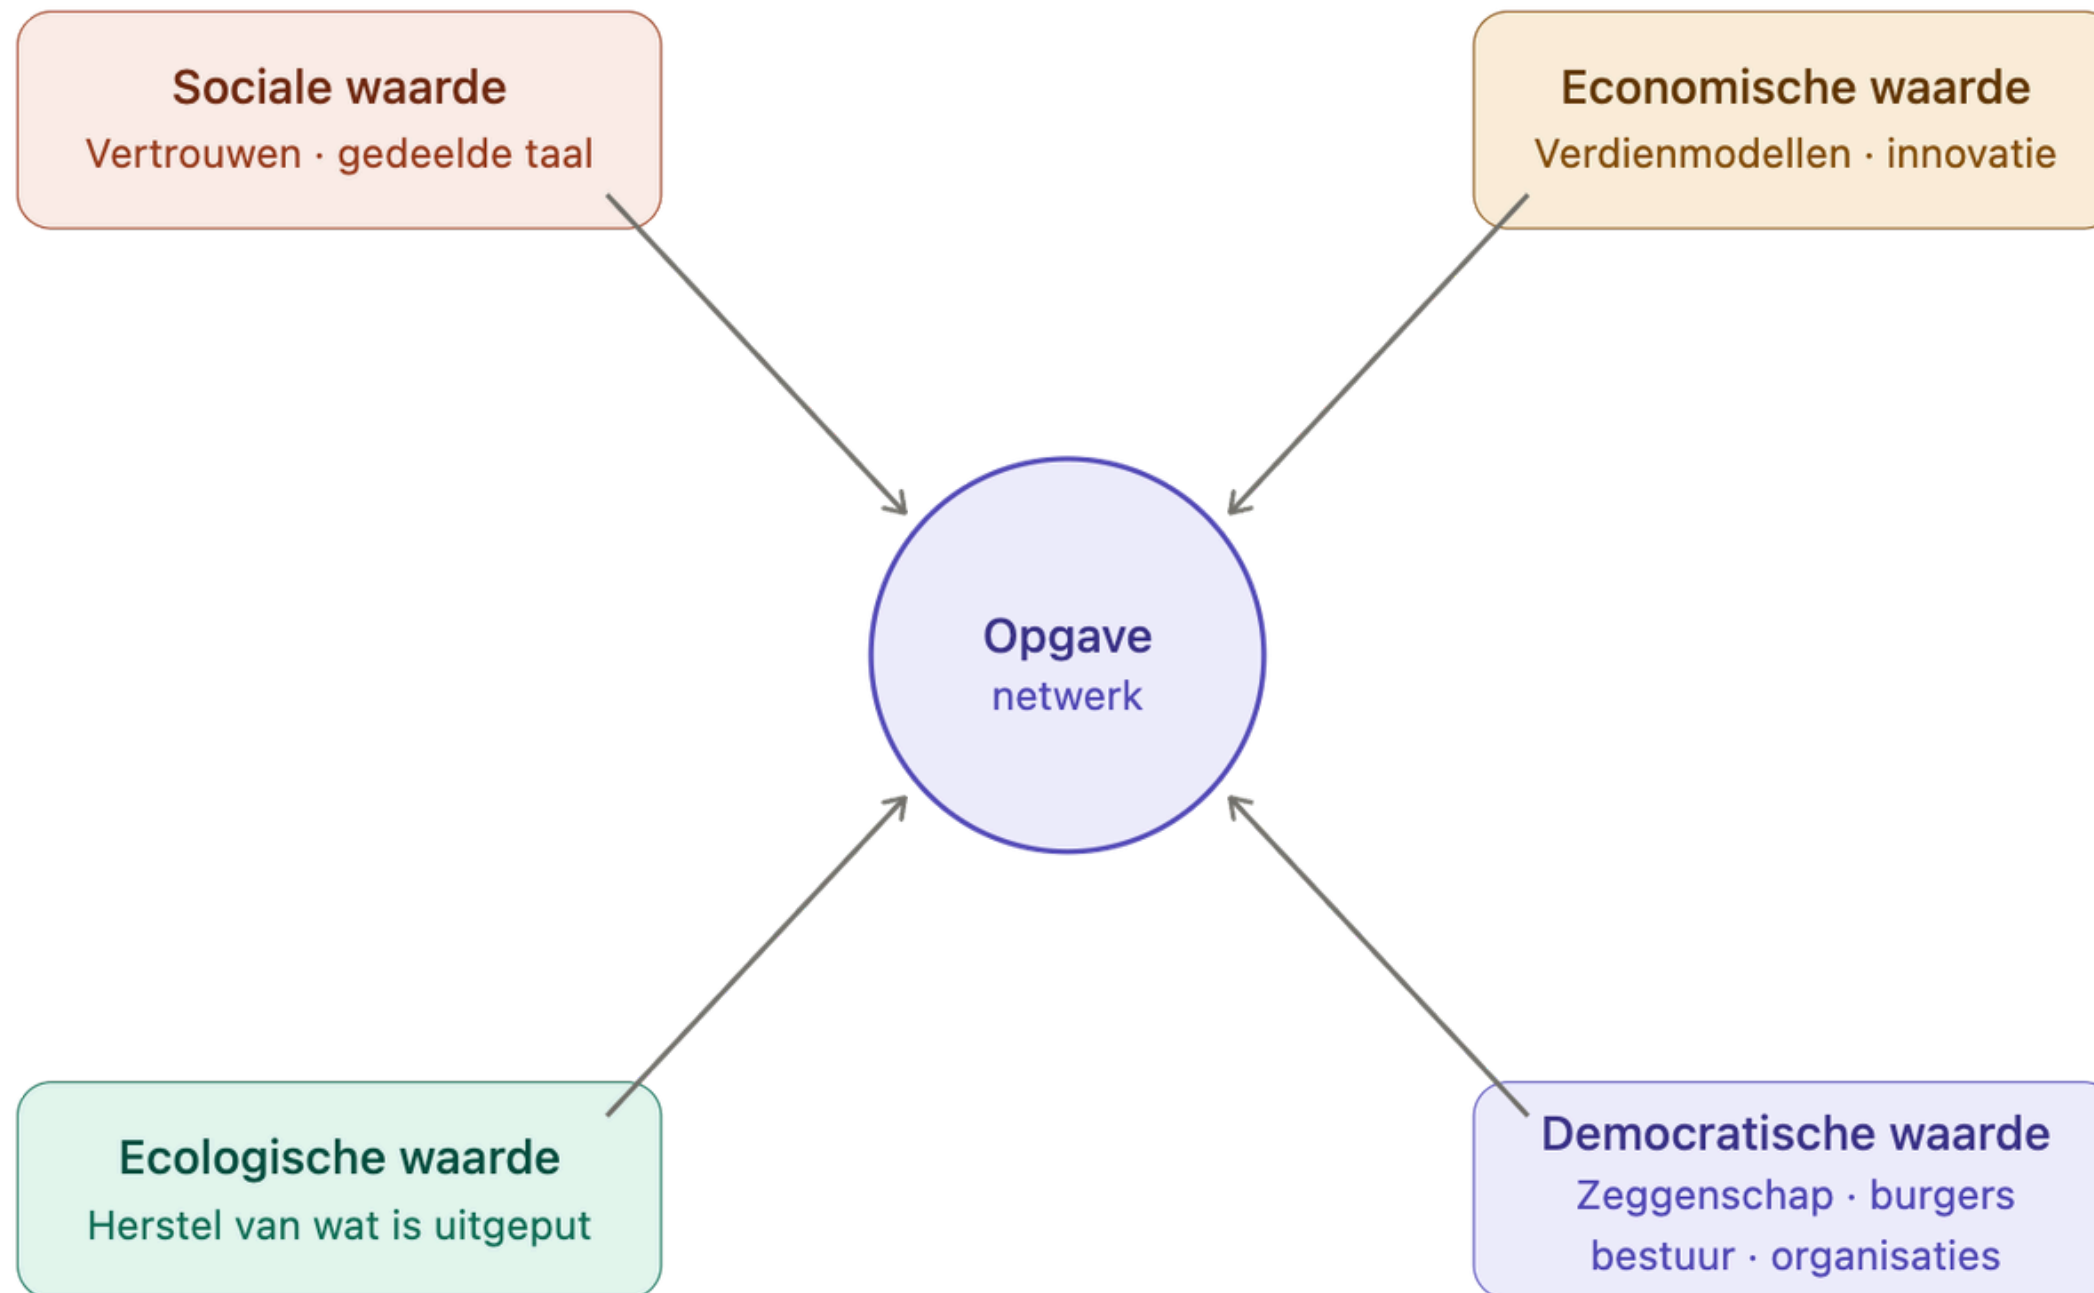 Sociale waarde
Vertrouwen · gedeelde taal
Economische waarde
Verdienmodellen · innovatie
Opgave
netwerk
Ecologische waarde
Herstel van wat is uitgeput
Democratische waarde
Zeggenschap · burgers
bestuur · organisaties